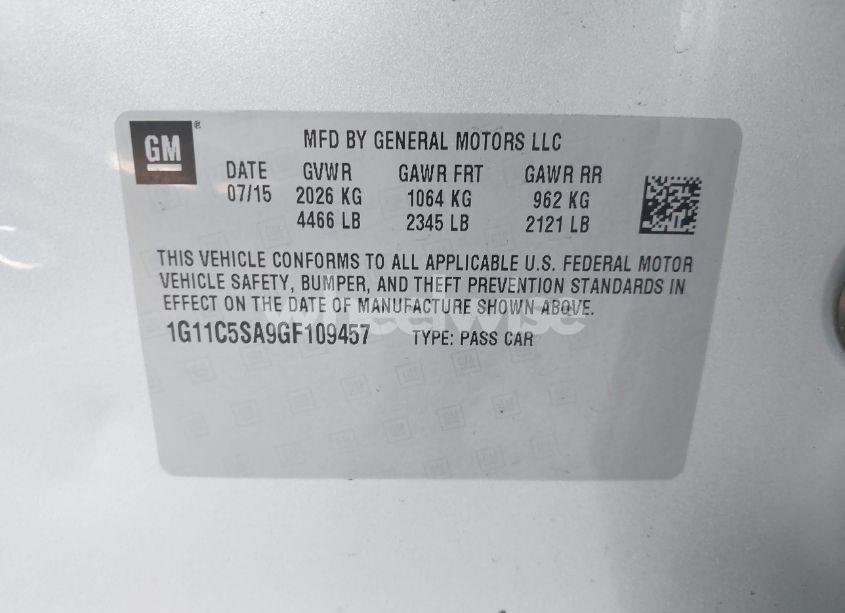 GM ® MFD BY GENERAL MOTORS LLC
DATE GVWR GAWR FRT GAWR RR
07/15 2026 KG 1064 KG 962 KG
4466 LB 2345 LB 2121 LB
THIS VEHICLE CONFORMS TO ALL APPLICABLE U.S. FEDERAL MOTOR
VEHICLE SAFETY, BUMPER, AND THEFT PREVENTION STANDARDS IN
EFFECT ON THE DATE OF MANUFACTURE SHOWN ABOVE.
wheelwise
1G11C5SA9GF109457 TYPE: PASS CAR